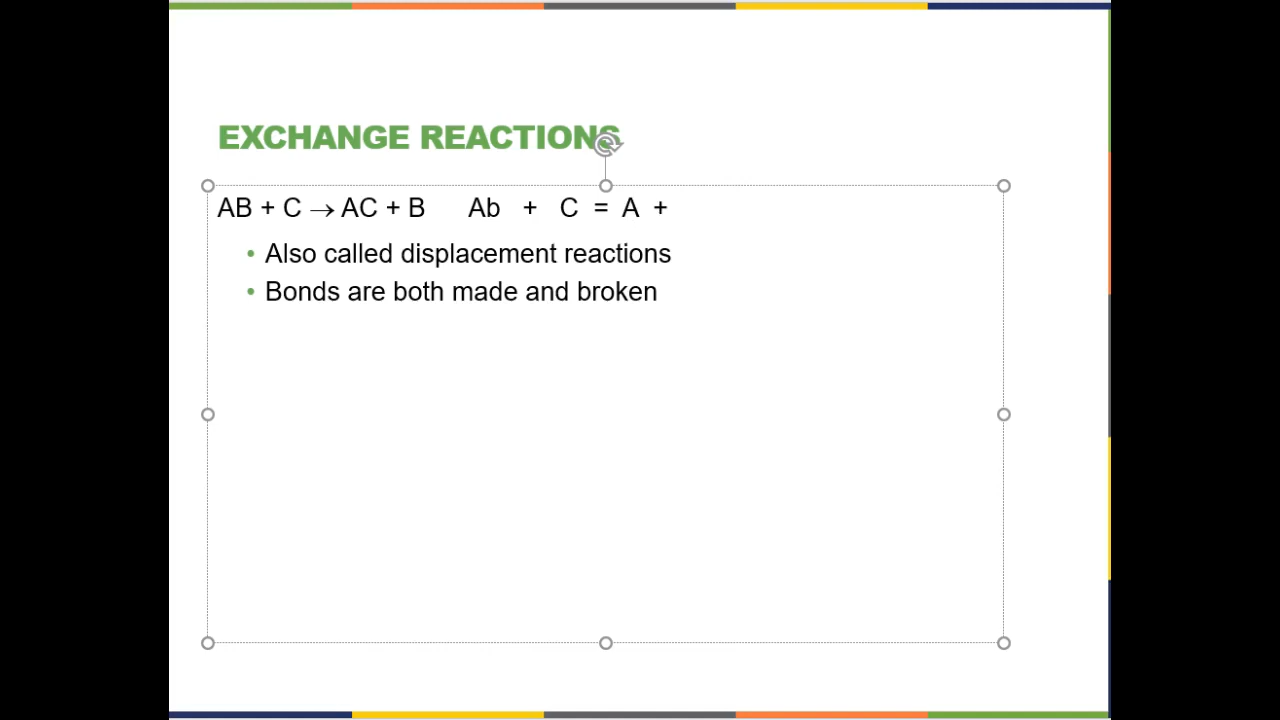 EXCHANGE REACTIONS
AB + C → AC + B Ab + C = A +
• Also called displacement reactions
• Bonds are both made and broken